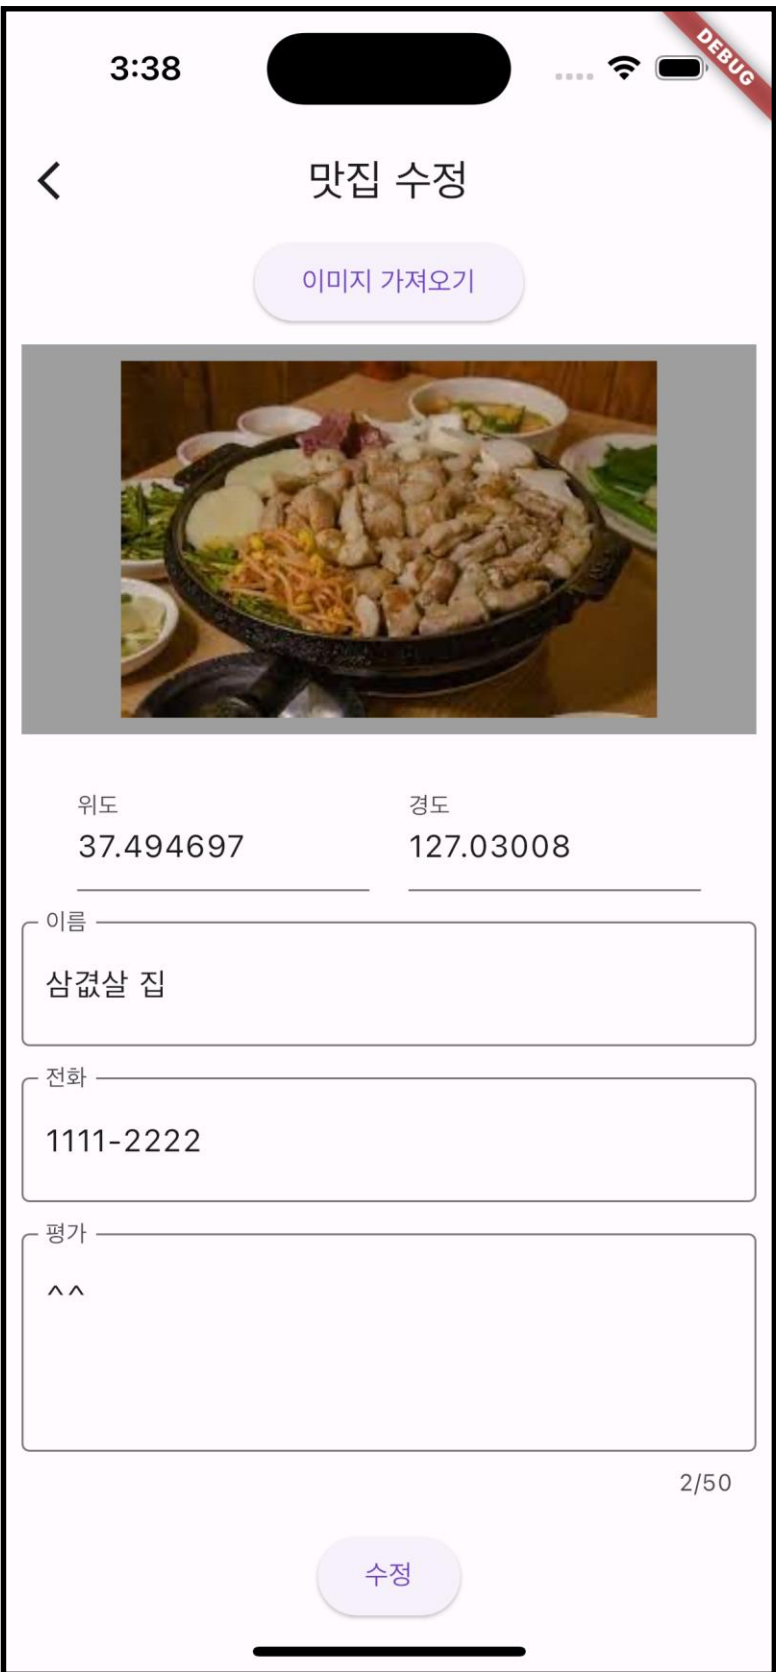 3:38
DEBUG
맛집 수정
이미지 가져오기
위도
경도
37.494697
127.03008
이름
삼겼살 집
전화
1111-2222
평가
^^
2/50
수정